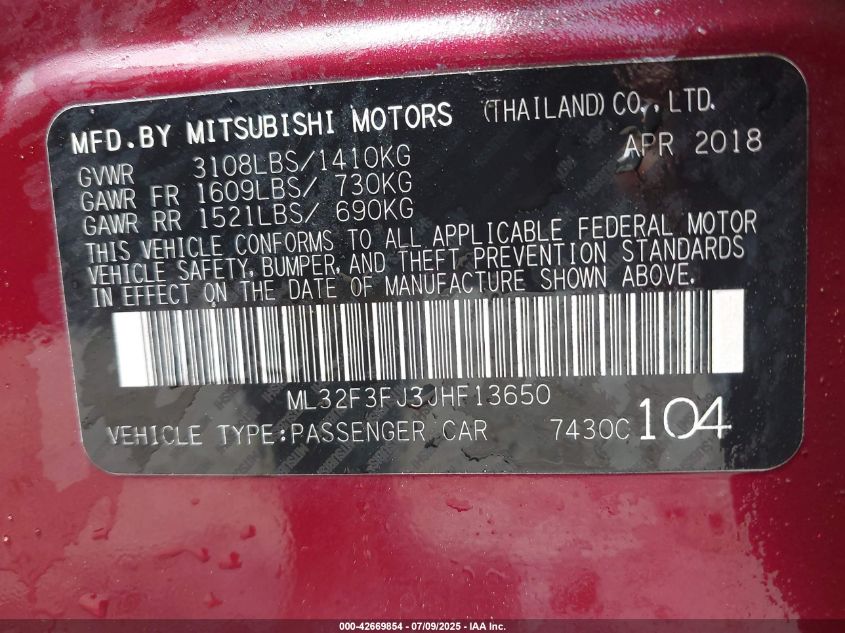 MFD.BY MITSUBISHI MOTORS (THAILAND) CO., LTD.
GVWR 3108LBS/1410KG APR 2018
GAWR FR 1609LBS/ 730KG
GAWR RR 1521LBS/ 690KG
THIS VEHICLE CONFORMS TO ALL APPLICABLE FEDERAL MOTOR
VEHICLE SAFETY, BUMPER, AND THEFT PREVENTION STANDARDS
IN EFFECT ON THE DATE OF MANUFACTURE SHOWN ABOVE.
ML32F3FJ3JHF13650
VEHICLE TYPE:PASSENGER CAR 7430C 104
000-42669854 - 07/09/2025 - IAA Inc.